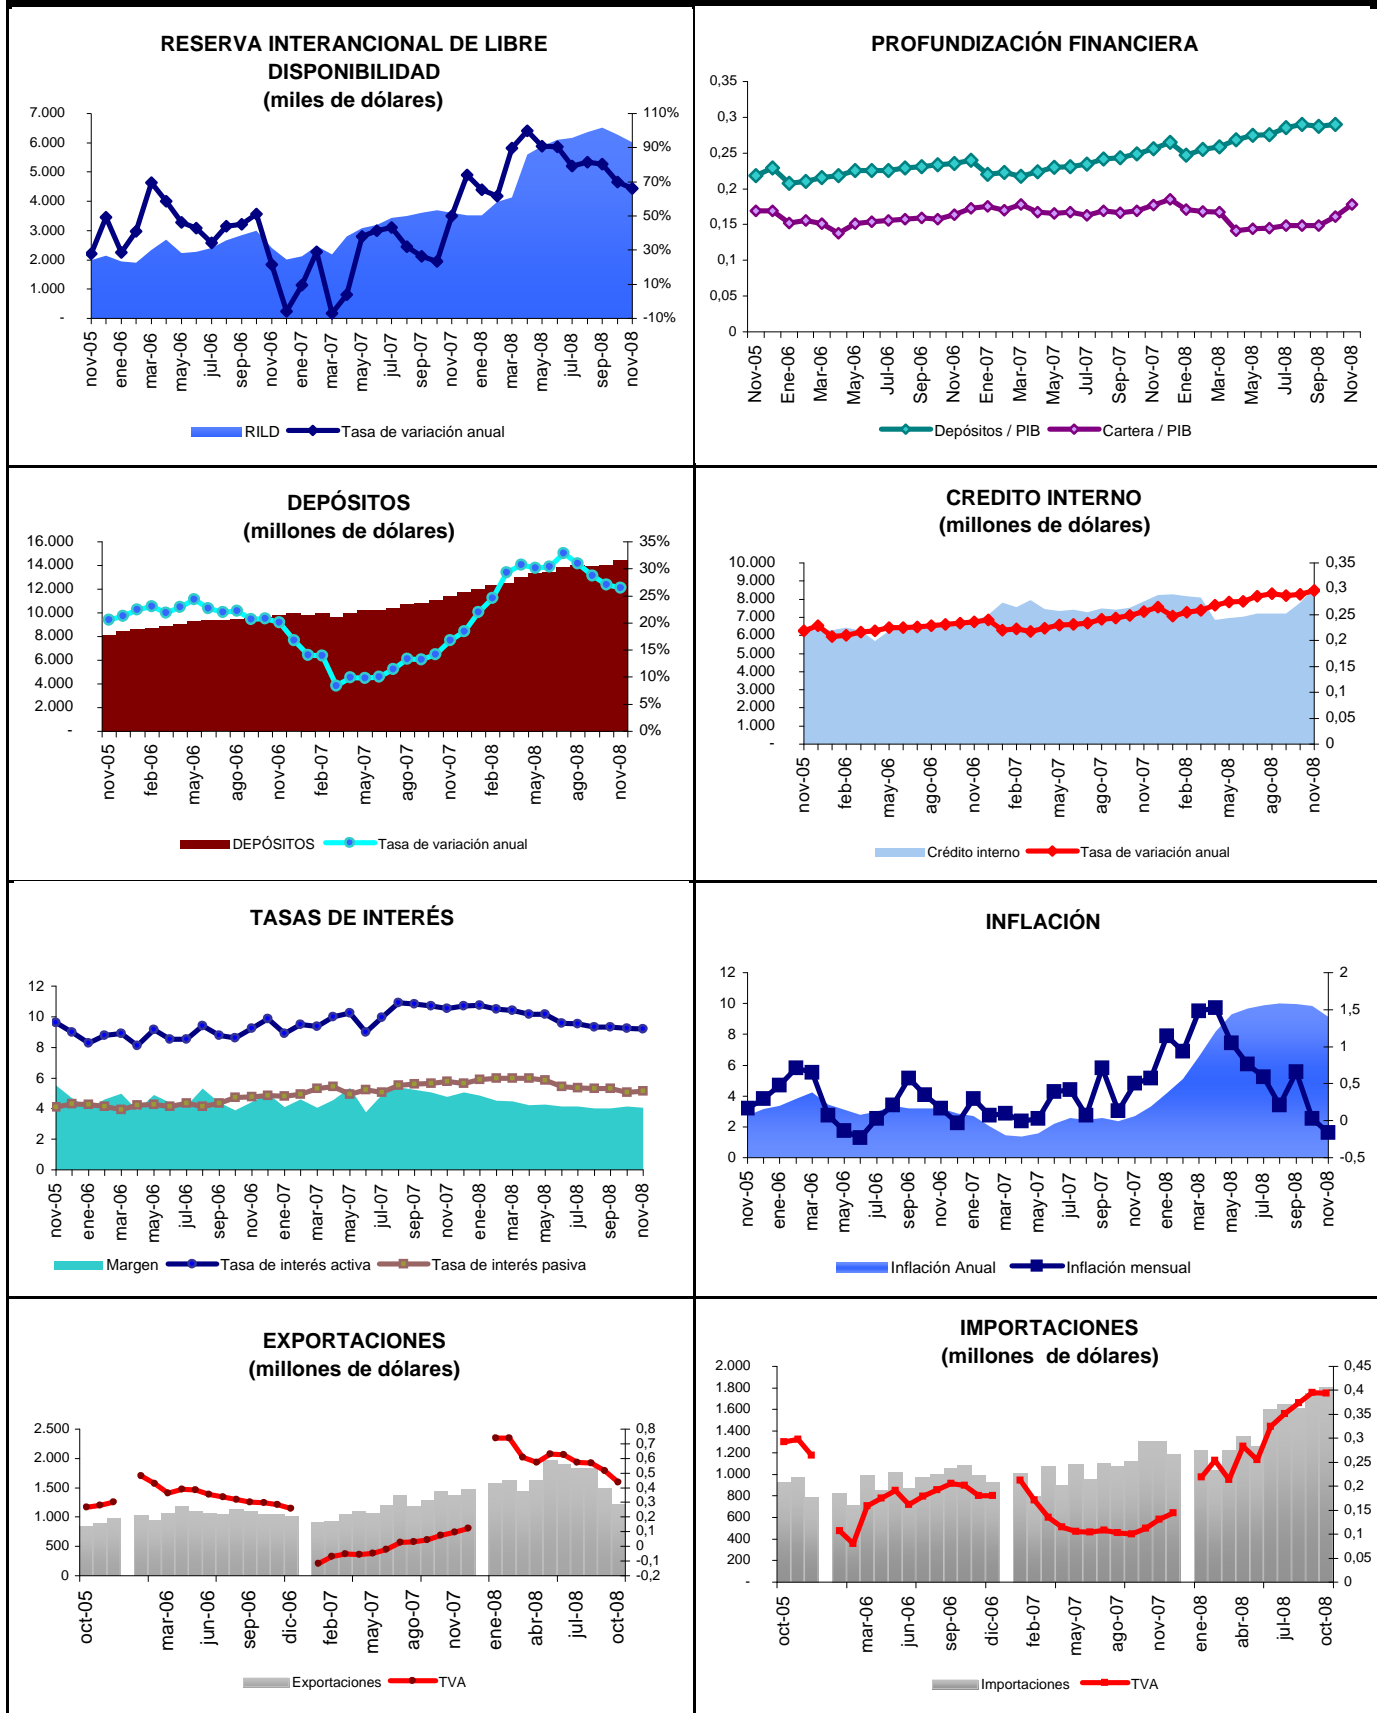 RESERVA INTERANCIONAL DE LIBRE
DISPONIBILIDAD
(miles de dólares)
7.000
6.000
5.000
4.000
3.000
2.000
1.000
-
110%
90%
70%
50%
30%
10%
-10%
nov-05
ene-06
mar-06
may-06
jul-06
sep-06
nov-06
ene-07
mar-07
may-07
jul-07
sep-07
nov-07
ene-08
mar-08
may-08
jul-08
sep-08
nov-08
RILD
Tasa de variación anual
PROFUNDIZACIÓN FINANCIERA
0,35
0,3
0,25
0,2
0,15
0,1
0,05
0
Nov-05
Ene-06
Mar-06
May-06
Jul-06
Sep-06
Nov-06
Ene-07
Mar-07
May-07
Jul-07
Sep-07
Nov-07
Ene-08
Mar-08
May-08
Jul-08
Sep-08
Nov-08
Depósitos / PIB
Cartera / PIB
DEPÓSITOS
(millones de dólares)
16.000
14.000
12.000
10.000
8.000
6.000
4.000
2.000
-
35%
30%
25%
20%
15%
10%
5%
0%
nov-05
feb-06
may-06
ago-06
nov-06
feb-07
may-07
ago-07
nov-07
feb-08
may-08
ago-08
nov-08
DEPÓSITOS
Tasa de variación anual
CREDITO INTERNO
(millones de dólares)
10.000
9.000
8.000
7.000
6.000
5.000
4.000
3.000
2.000
1.000
-
0,35
0,3
0,25
0,2
0,15
0,1
0,05
0
nov-05
feb-06
may-06
ago-06
nov-06
feb-07
may-07
ago-07
nov-07
feb-08
may-08
ago-08
nov-08
Crédito interno
Tasa de variación anual
TASAS DE INTERÉS
12
10
8
6
4
2
0
nov-05
ene-06
mar-06
may-06
jul-06
sep-06
nov-06
ene-07
mar-07
may-07
jul-07
sep-07
nov-07
ene-08
mar-08
may-08
jul-08
sep-08
nov-08
Margen
Tasa de interés activa
Tasa de interés pasiva
INFLACIÓN
12
10
8
6
4
2
0
2
1,5
1
0,5
0
-0,5
nov-05
ene-06
mar-06
may-06
jul-06
sep-06
nov-06
ene-07
mar-07
may-07
jul-07
sep-07
nov-07
ene-08
mar-08
may-08
jul-08
sep-08
nov-08
Inflación Anual
Inflación mensual
EXPORTACIONES
(millones de dólares)
2.500
2.000
1.500
1.000
500
0
0,8
0,7
0,6
0,5
0,4
0,3
0,2
0,1
0
-0,1
-0,2
oct-05
mar-06
jun-06
sep-06
dic-06
feb-07
may-07
ago-07
nov-07
ene-08
abr-08
jul-08
oct-08
Exportaciones
TVA
IMPORTACIONES
(millones de dólares)
2.000
1.800
1.600
1.400
1.200
1.000
800
600
400
200
-
0,45
0,4
0,35
0,3
0,25
0,2
0,15
0,1
0,05
0
oct-05
mar-06
jun-06
sep-06
dic-06
feb-07
may-07
ago-07
nov-07
ene-08
abr-08
jul-08
oct-08
Importaciones
TVA